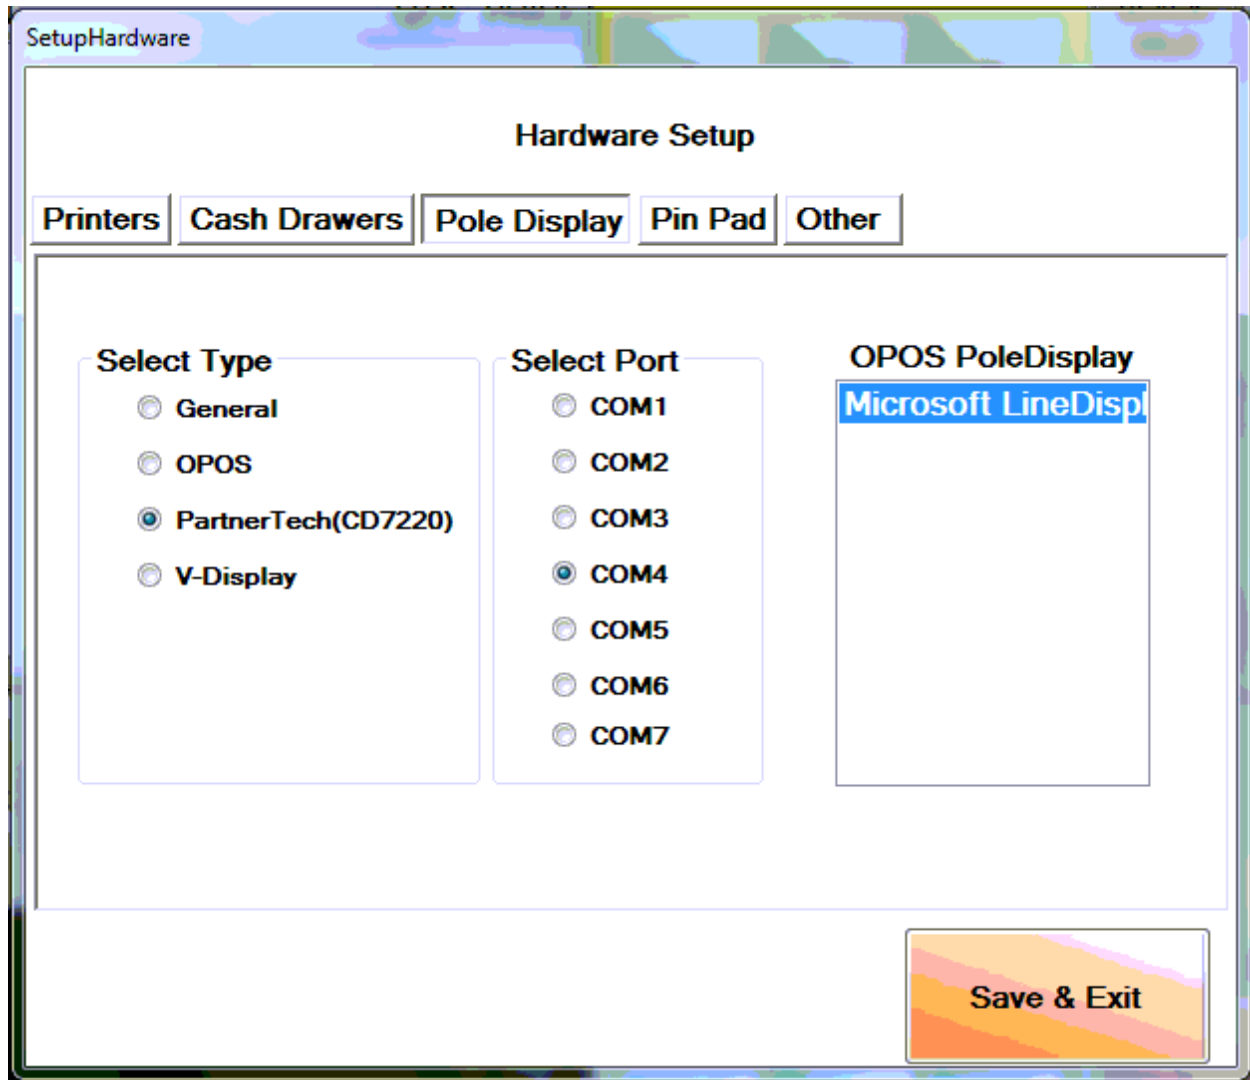 SetupHardware
Hardware Setup
Printers Cash Drawers Pole Display Pin Pad Other
Select Type
General
OPOS
PartnerTech(CD7220)
V-Display
Select Port
COM1
COM2
COM3
COM4
COM5
COM6
COM7
OPOS PoleDisplay
Microsoft LineDispl
Save & Exit